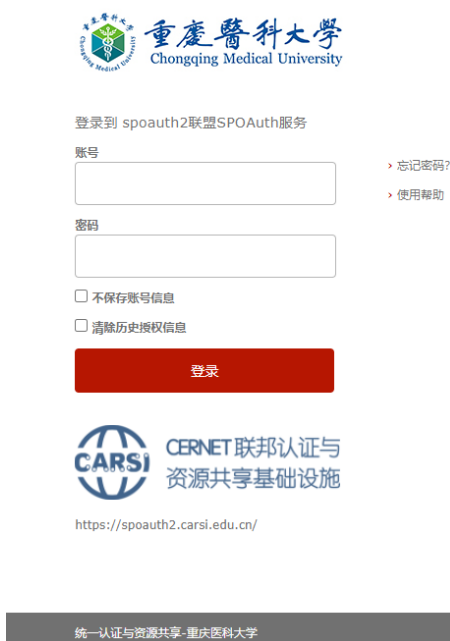 重慶醫科大學
Chongqing Medical University
登录到 spoauth2联盟SPOAuth服务
账号
› 忘记密码?
› 使用帮助
密码
不保存账号信息
清除历史授权信息
登录
CARSI
CERNET联邦认证与
资源共享基础设施
https://spoauth2.carsi.edu.cn/
统一认证与资源共享-重庆医科大学